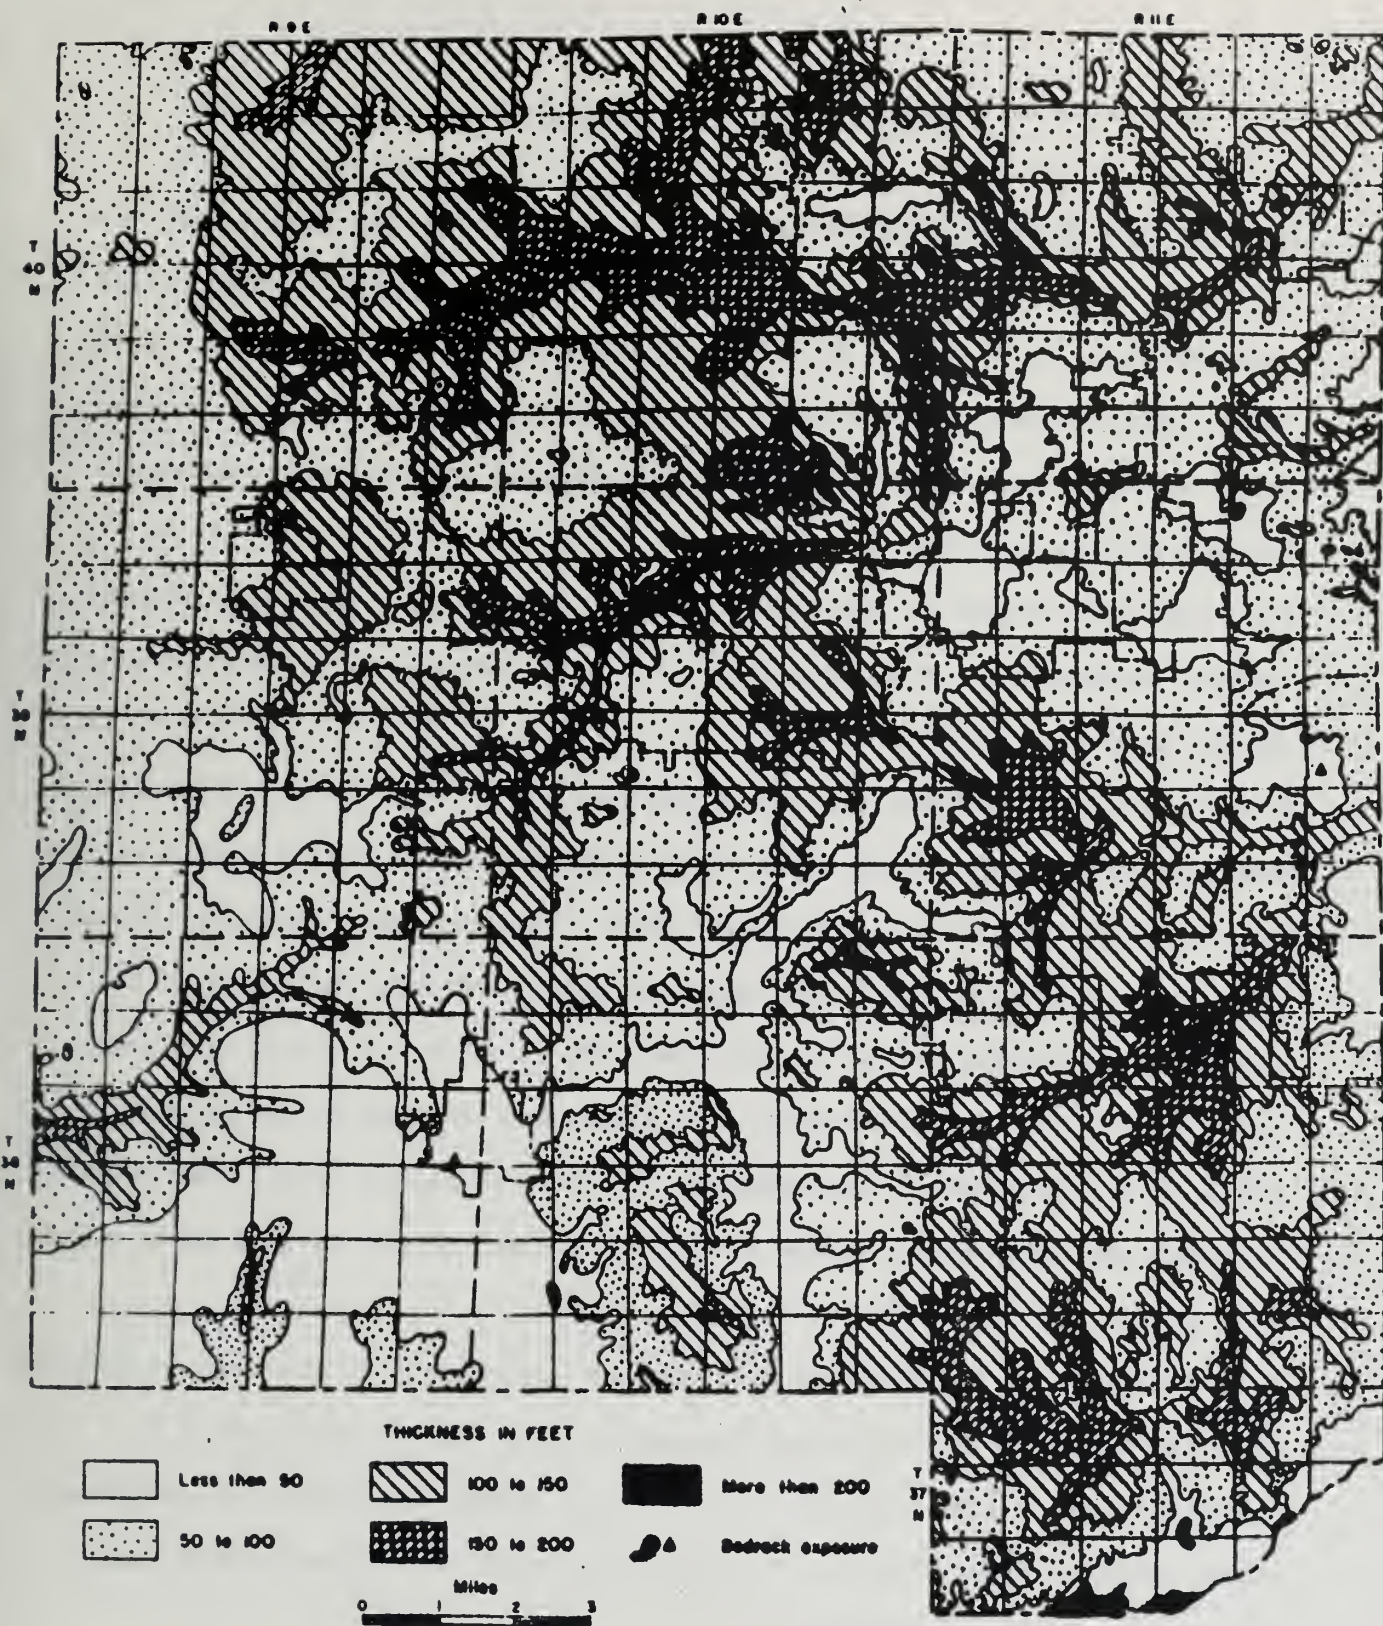 R 9 E
R 10 E
R 11 E
T
40
N
T
39
N
T
38
N
THICKNESS IN FEET
Less than 50
100 to 150
More than 200
T
37
N
50 to 100
150 to 200
Bedrock exposure
Miles
0 1 2 3